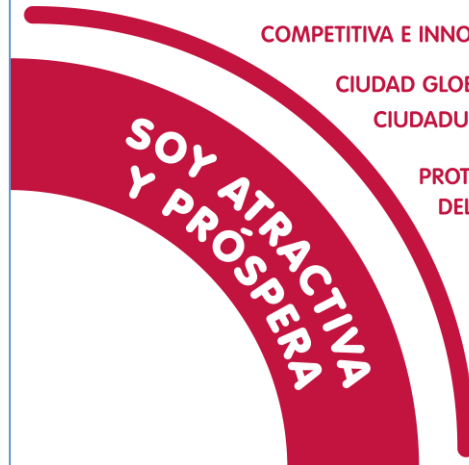 COMPETITIVA E INNO
CIUDAD GLOB
CIUDADU
PROT
DEL
SOY ATRACTIVA
Y PRÓSPERA